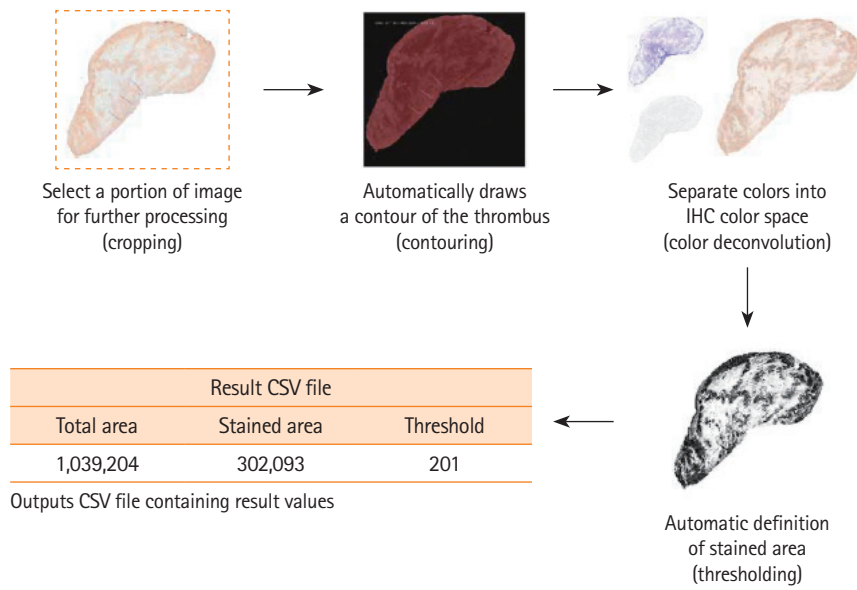 Select a portion of image
for further processing
(cropping)
Automatically draws
a contour of the thrombus
(contouring)
Separate colors into
IHC color space
(color deconvolution)
Automatic definition
of stained area
(thresholding)
Result CSV file
Total area Stained area Threshold
1,039,204 302,093 201
Outputs CSV file containing result values